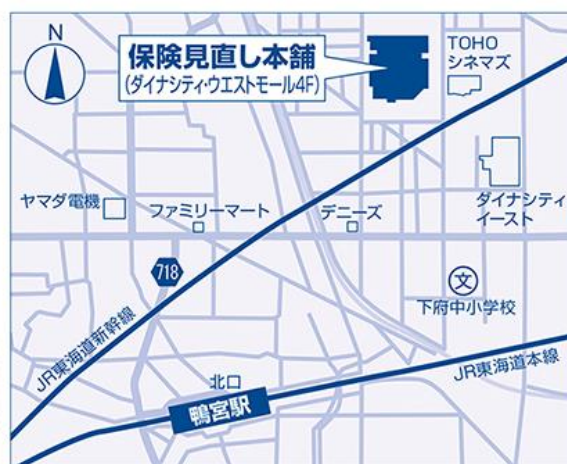 N
保険見直し本舗
(ダイナシティ・ウエストモール4F)
TOHO
シネマズ
ヤマダ電機
ファミリーマート
デニーズ
ダイナシティ
イースト
718
文
下府中小学校
JR東海道新幹線
北口
鴨宮駅
JR東海道本線